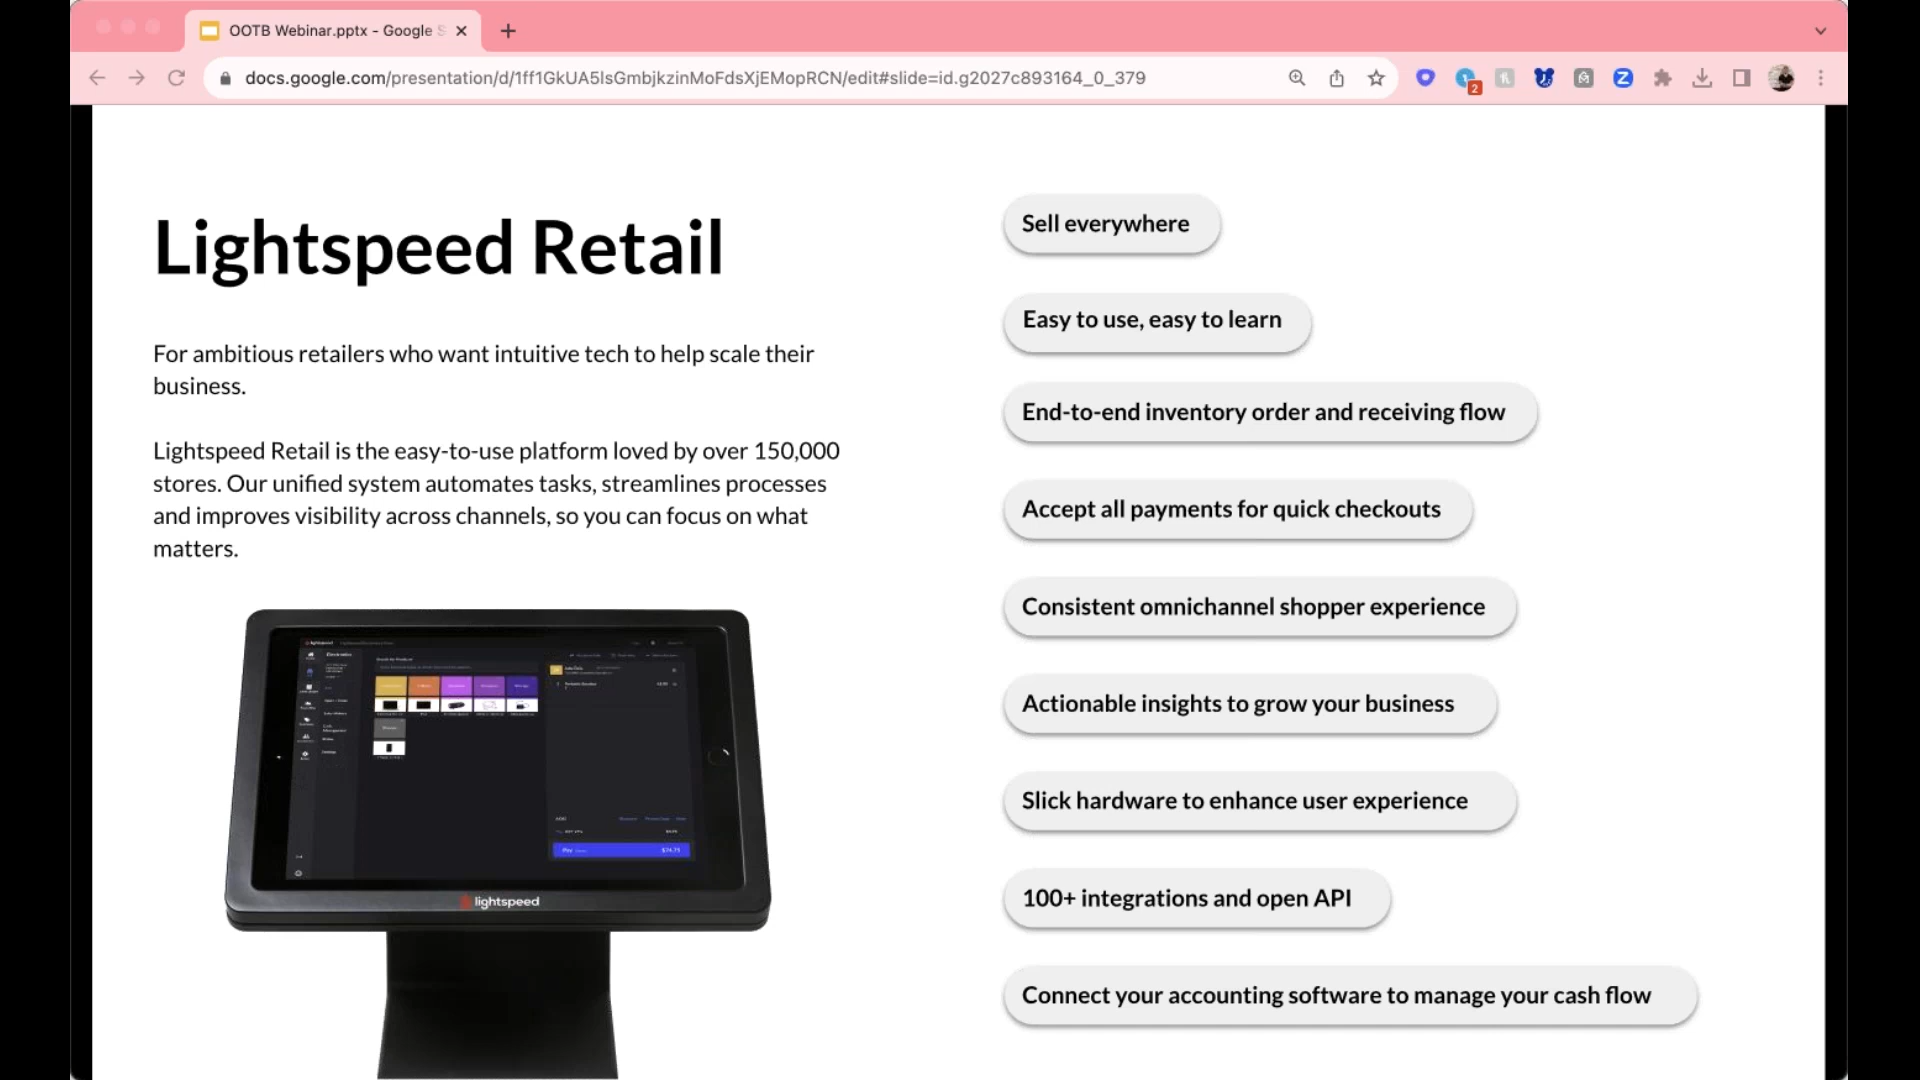 OOTB Webinar.pptx - Google S
docs.google.com/presentation/d/1ff1GkUA5lsGmbjkzinMoFdsXjEMopRCN/edit#slide=id.g2027c893164_0_379
2
Lightspeed Retail
For ambitious retailers who want intuitive tech to help scale their
business.
Lightspeed Retail is the easy-to-use platform loved by over 150,000
stores. Our unified system automates tasks, streamlines processes
and improves visibility across channels, so you can focus on what
matters.
Pay
$74.75
lightspeed
Sell everywhere
Easy to use, easy to learn
End-to-end inventory order and receiving flow
Accept all payments for quick checkouts
Consistent omnichannel shopper experience
Actionable insights to grow your business
Slick hardware to enhance user experience
100+ integrations and open API
Connect your accounting software to manage your cash flow